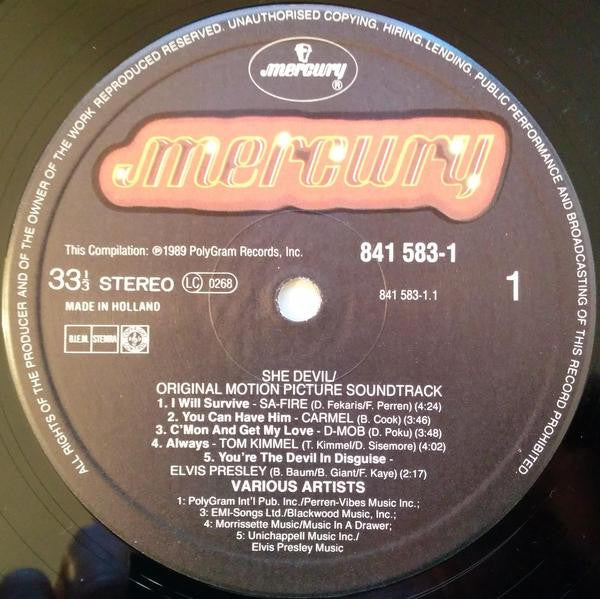 ALL RIGHTS OF THE PRODUCER AND OF THE OWNER OF THE WORK REPRODUCED RESERVED. UNAUTHORISED COPYING, HIRING, LENDING, PUBLIC PERFORMANCE AND BROADCASTING OF THIS RECORD PROHIBITED.
mercury ®
mercury
This Compilation: ℗1989 PolyGram Records, Inc.
841 583-1
33⅓ STEREO LC 0268
841 583-1.1
1
MADE IN HOLLAND
B.I.E.M. STEMRA
SHE DEVIL/
ORIGINAL MOTION PICTURE SOUNDTRACK
1. I Will Survive - SA-FIRE (D. Fekaris/F. Perren) (4:24)
2. You Can Have Him - CARMEL (B. Cook) (3:46)
3. C'Mon And Get My Love - D-MOB (D. Poku) (3:48)
4. Always - TOM KIMMEL (T. Kimmel/D. Sisemore) (4:02)
5. You're The Devil In Disguise -
ELVIS PRESLEY (B. Baum/B. Giant/F. Kaye) (2:17)
VARIOUS ARTISTS
1: PolyGram Int'l Pub. Inc./Perren-Vibes Music Inc.;
3: EMI-Songs Ltd./Blackwood Music, Inc.;
4: Morrissette Music/Music In A Drawer;
5: Unichappell Music Inc./
Elvis Presley Music